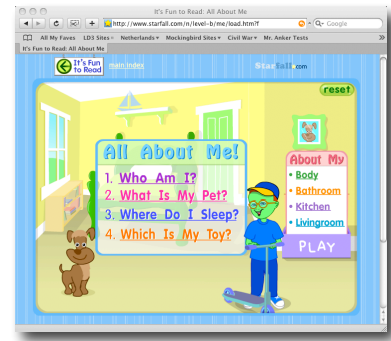 It's Fun to Read: All About Me
http://www.starfall.com/n/level-b/me/load.htm?f
Google
All My Faves LD3 Sites Netherlands Mockingbird Sites Civil War Mr. Anker Tests
It's Fun to Read: All About Me
It's Fun
to Read
main index
Starfall.com
reset
All About Me!
1. Who Am I?
2. What Is My Pet?
3. Where Do I Sleep?
4. Which Is My Toy?
About My
• Body
• Bathroom
• Kitchen
• Livingroom
PLAY